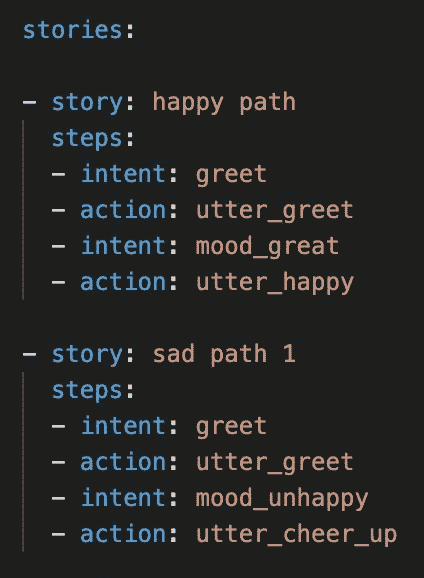 stories:
- story: happy path
steps:
- intent: greet
- action: utter_greet
- intent: mood_great
- action: utter_happy
- story: sad path 1
steps:
- intent: greet
- action: utter_greet
- intent: mood_unhappy
- action: utter_cheer_up